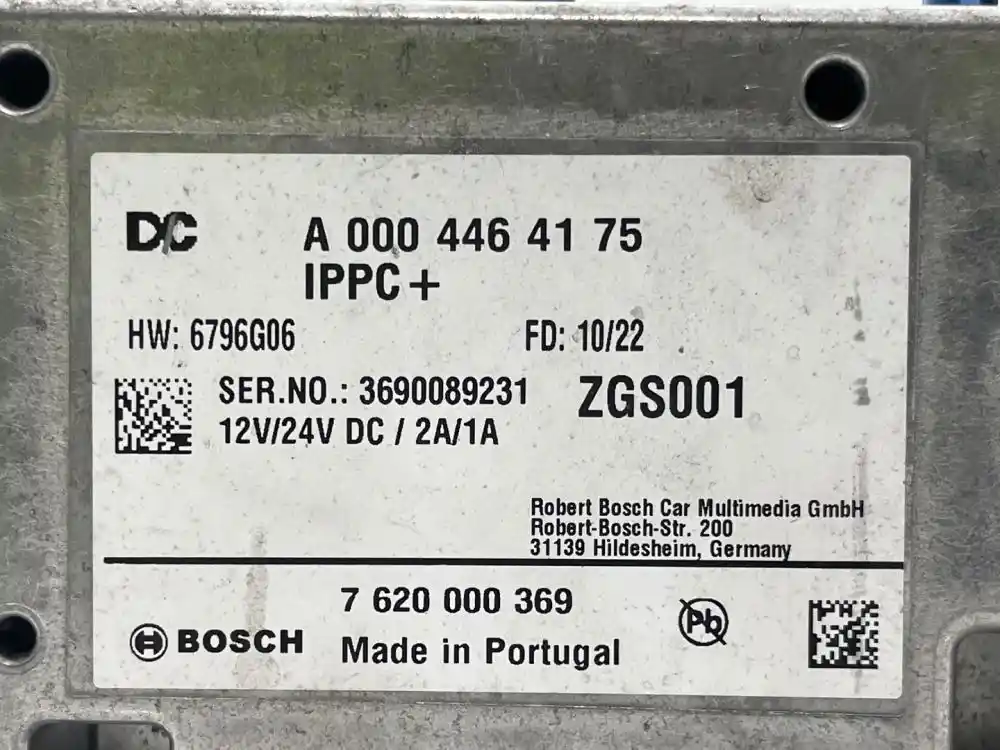 DC
A 000 446 41 75
IPPC+
HW: 6796G06 FD: 10/22
SER.NO.: 3690089231 ZGS001
12V/24V DC / 2A/1A
Robert Bosch Car Multimedia GmbH
Robert-Bosch-Str. 200
31139 Hildesheim, Germany
7 620 000 369
BOSCH Made in Portugal
Pb